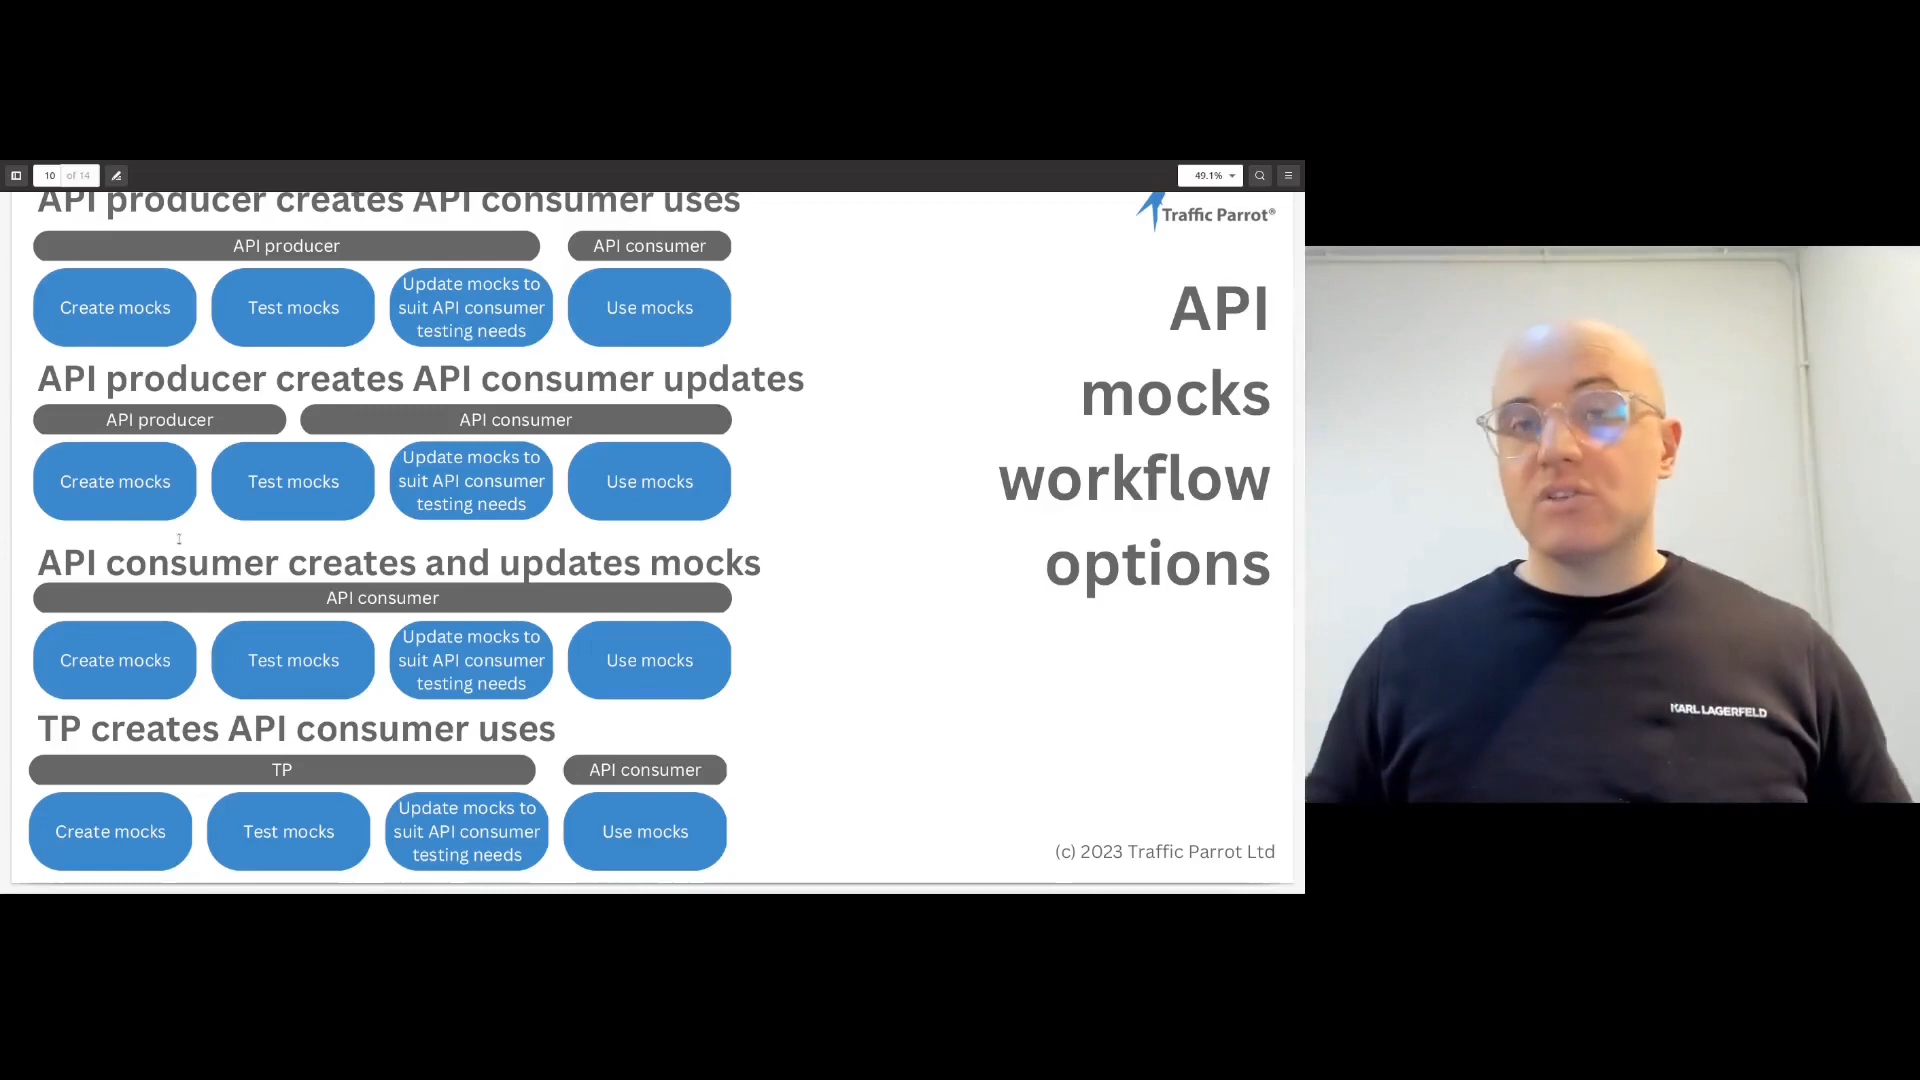 10 of 14
49.1%
API producer creates API consumer uses
Traffic Parrot®
API producer
API consumer
Create mocks
Test mocks
Update mocks to
suit API consumer
testing needs
Use mocks
API producer creates API consumer updates
API producer
API consumer
Create mocks
Test mocks
Update mocks to
suit API consumer
testing needs
Use mocks
API consumer creates and updates mocks
API consumer
Create mocks
Test mocks
Update mocks to
suit API consumer
testing needs
Use mocks
TP creates API consumer uses
TP
API consumer
Create mocks
Test mocks
Update mocks to
suit API consumer
testing needs
Use mocks
API
mocks
workflow
options
(c) 2023 Traffic Parrot Ltd
KARL LAGERFELD